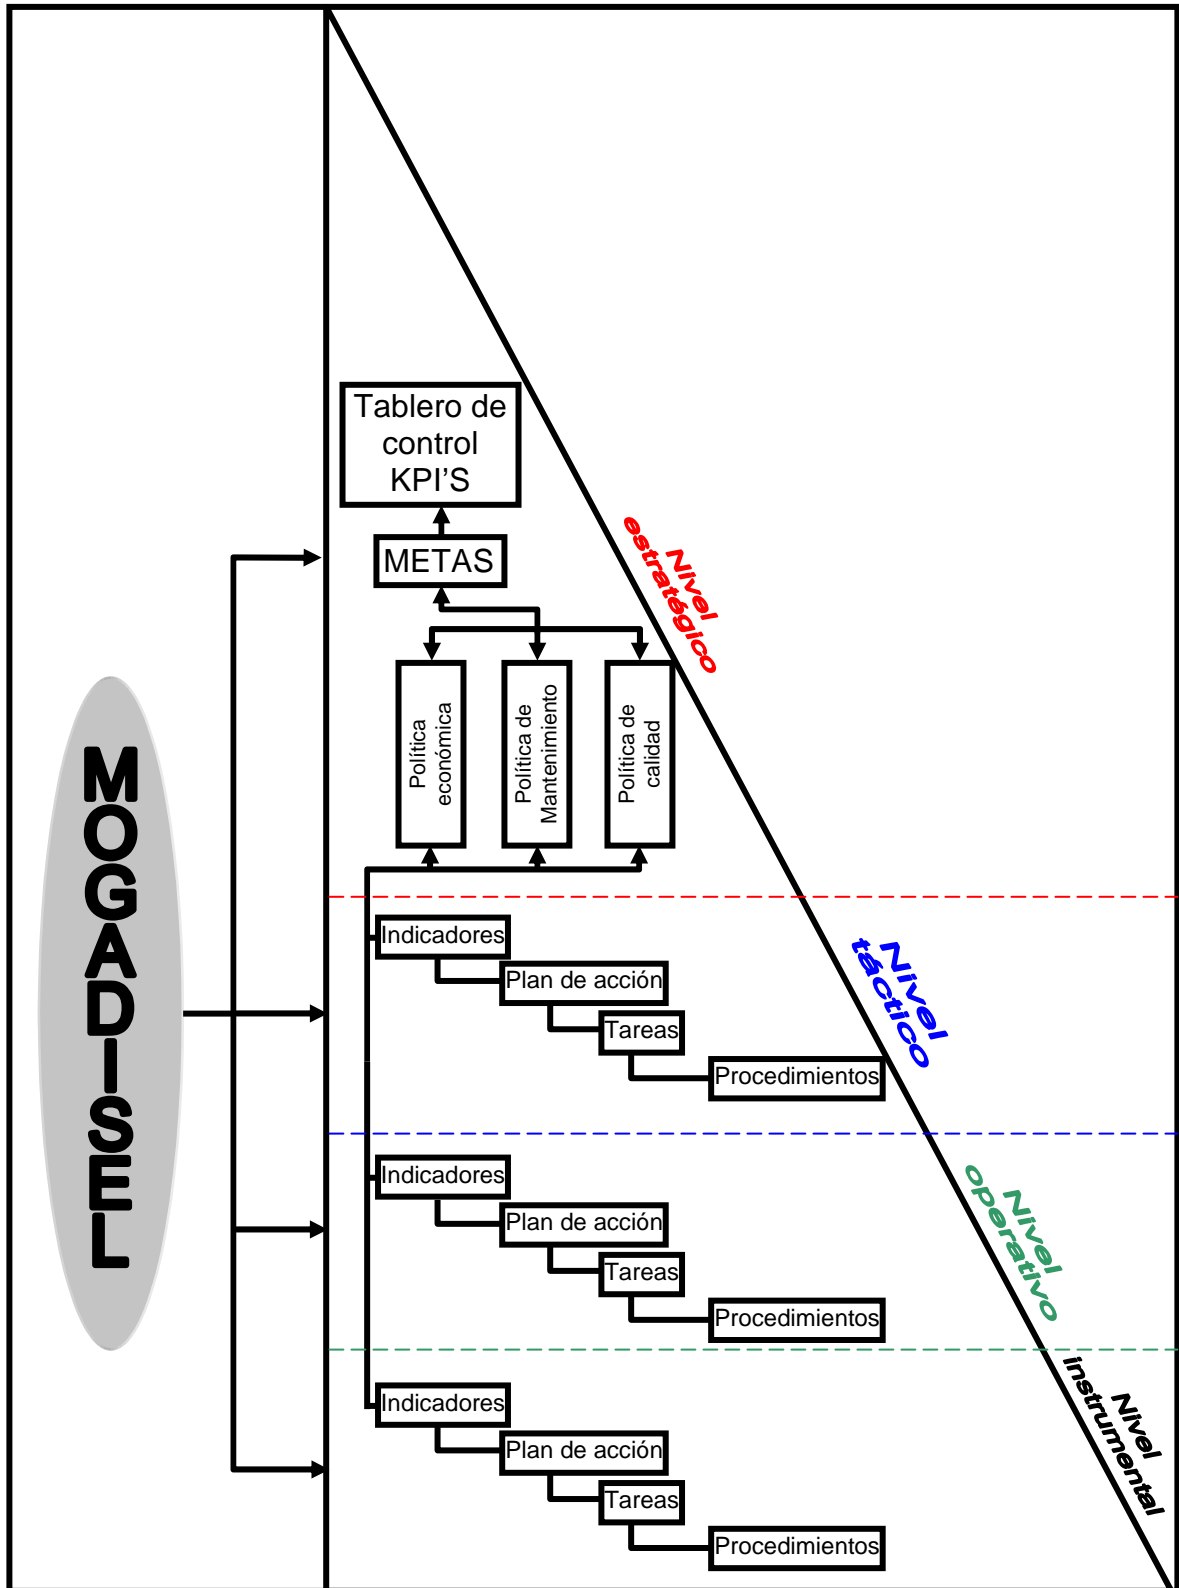 MOGADISEL
Tablero de
control
KPI'S
METAS
Nivel
estratégico
Política
económica
Política de
Mantenimiento
Política de
calidad
Indicadores
Plan de acción
Tareas
Procedimientos
Nivel
táctico
Indicadores
Plan de acción
Tareas
Procedimientos
Nivel
operativo
Indicadores
Plan de acción
Tareas
Procedimientos
Nivel
instrumental